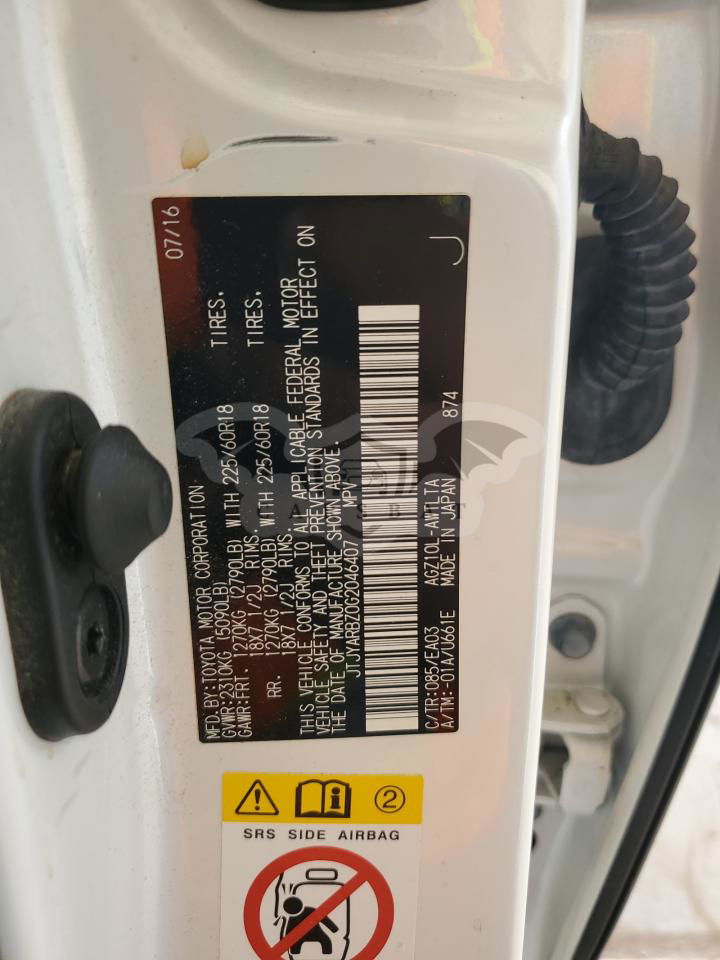 07/16
MFD.BY:TOYOTA MOTOR CORPORATION
GVWR:2310KG (5090LB)
GAWR:FRT. 1270KG (2790LB) WITH 225/60R18 TIRES.
18X7 1/2J RIMS.
RR. 1270KG (2790LB) WITH 225/60R18 TIRES.
18X7 1/2J RIMS.
THIS VEHICLE CONFORMS TO ALL APPLICABLE FEDERAL MOTOR
VEHICLE SAFETY AND THEFT PREVENTION STANDARDS IN EFFECT ON
THE DATE OF MANUFACTURE SHOWN ABOVE.
JTJYARBZ0G2046407 MPV
C/TR:085/EA03 AGZ10L-AWTLTA
A/TM:-01A/U661E MADE IN JAPAN 874
J
2
SRS SIDE AIRBAG